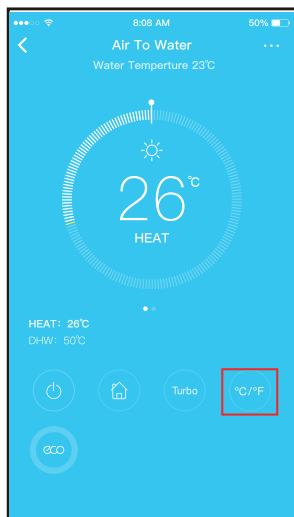 8:08 AM 50%
Air To Water
Water Temperture 23℃
26℃
HEAT
HEAT: 26℃
DHW: 50℃
Turbo ℃/℉
eco